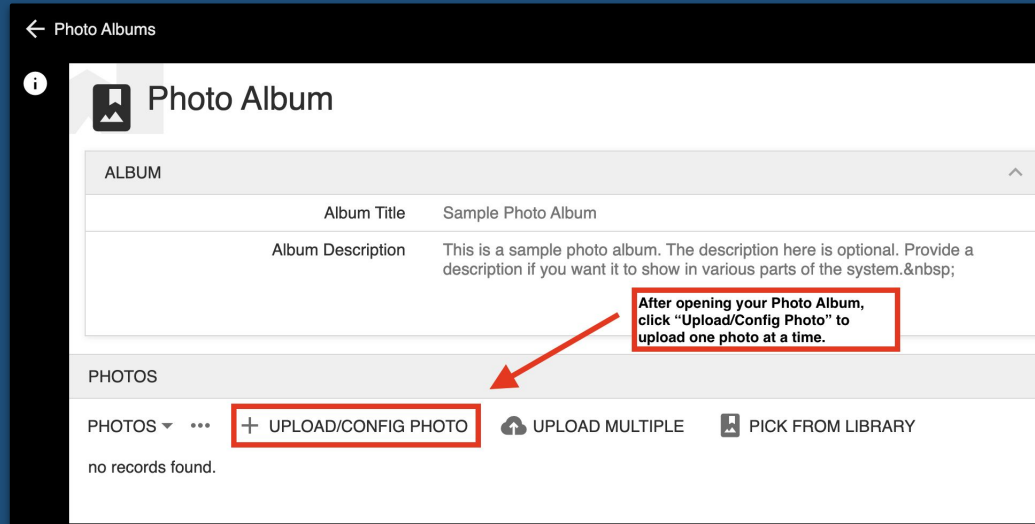 Photo Albums
Photo Album
ALBUM
Album Title
Sample Photo Album
Album Description
This is a sample photo album. The description here is optional. Provide a
description if you want it to show in various parts of the system.&nbsp;
After opening your Photo Album,
click “Upload/Config Photo” to
upload one photo at a time.
PHOTOS
PHOTOS
UPLOAD/CONFIG PHOTO
UPLOAD MULTIPLE
PICK FROM LIBRARY
no records found.